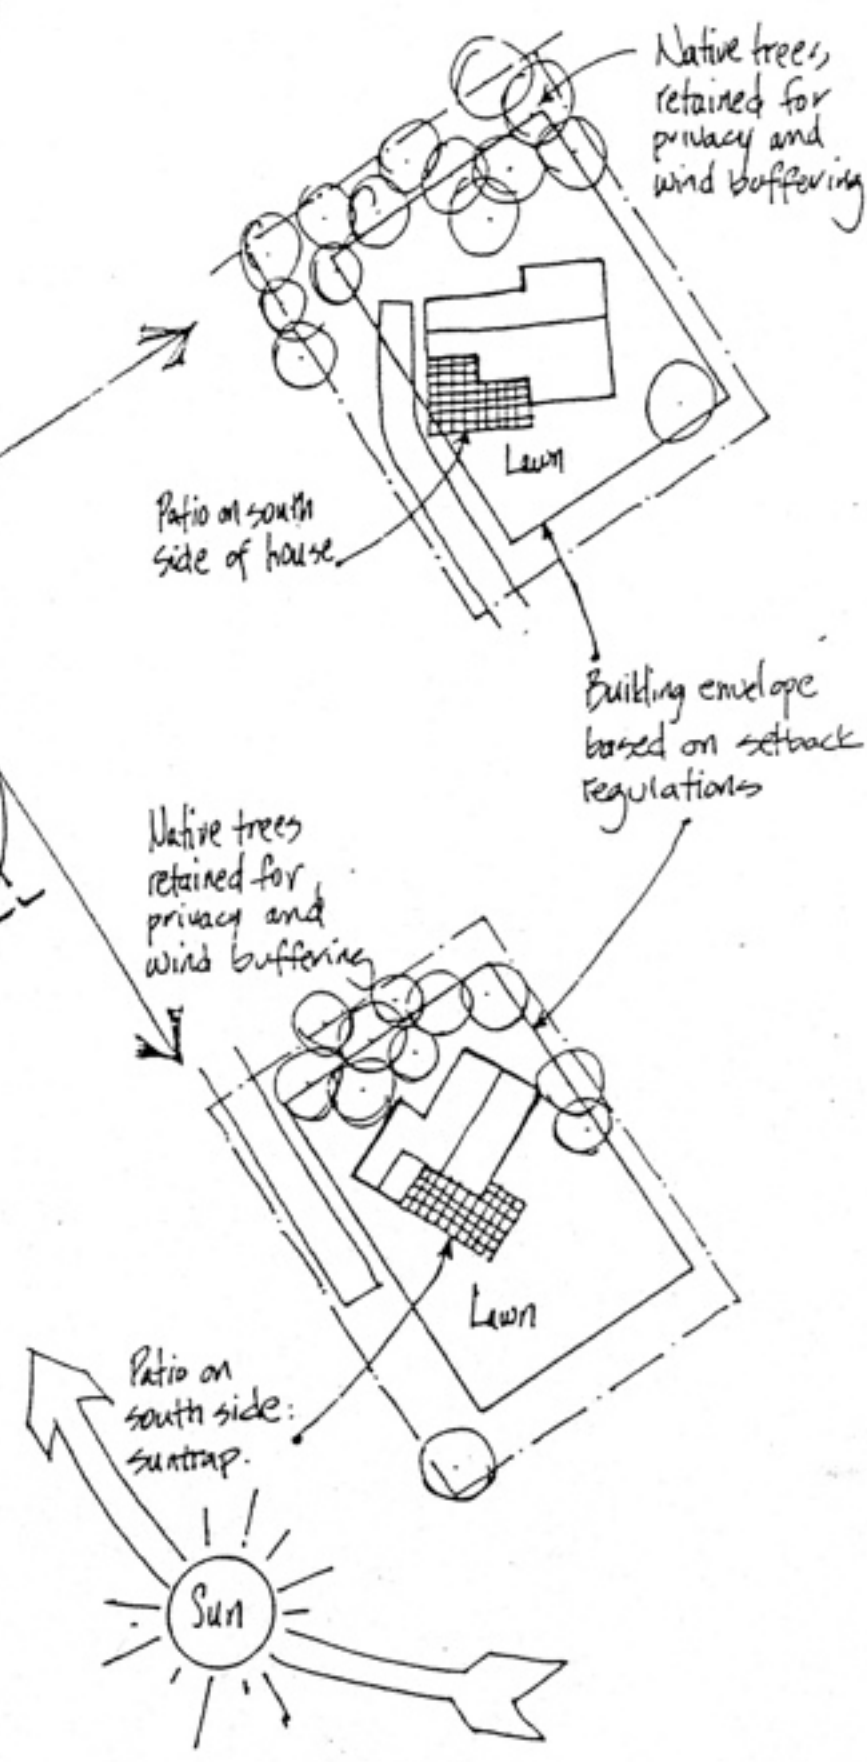 Native trees,
retained for
privacy and
wind buffering
Lawn
Patio on south
side of house.
Building envelope
based on setback
regulations
Native trees
retained for
privacy and
wind buffering
Lawn
Patio on
south side:
suntrap.
Sun